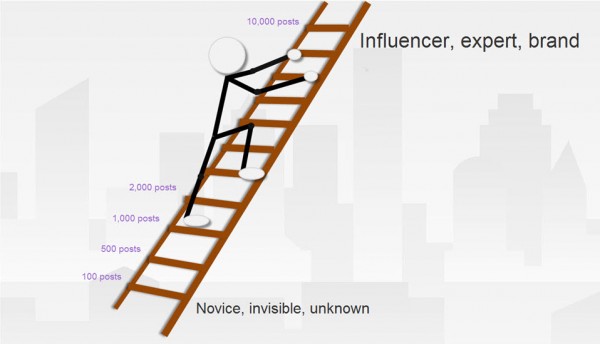 10,000 posts
Influencer, expert, brand
2,000 posts
1,000 posts
500 posts
100 posts
Novice, invisible, unknown